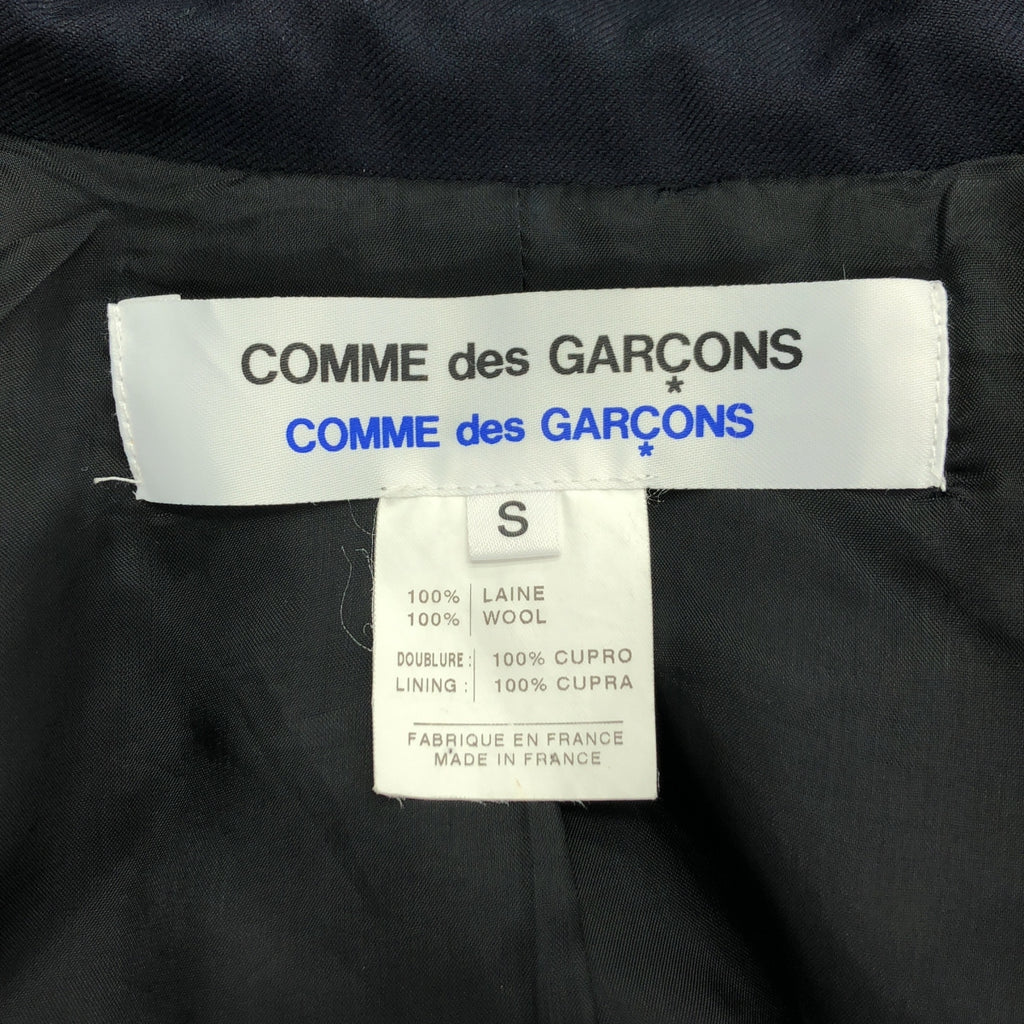 COMME des GARÇONS
*
COMME des GARÇONS
*
S
100% LAINE
100% WOOL
DOUBLURE : 100% CUPRO
LINING : 100% CUPRA
FABRIQUE EN FRANCE
MADE IN FRANCE